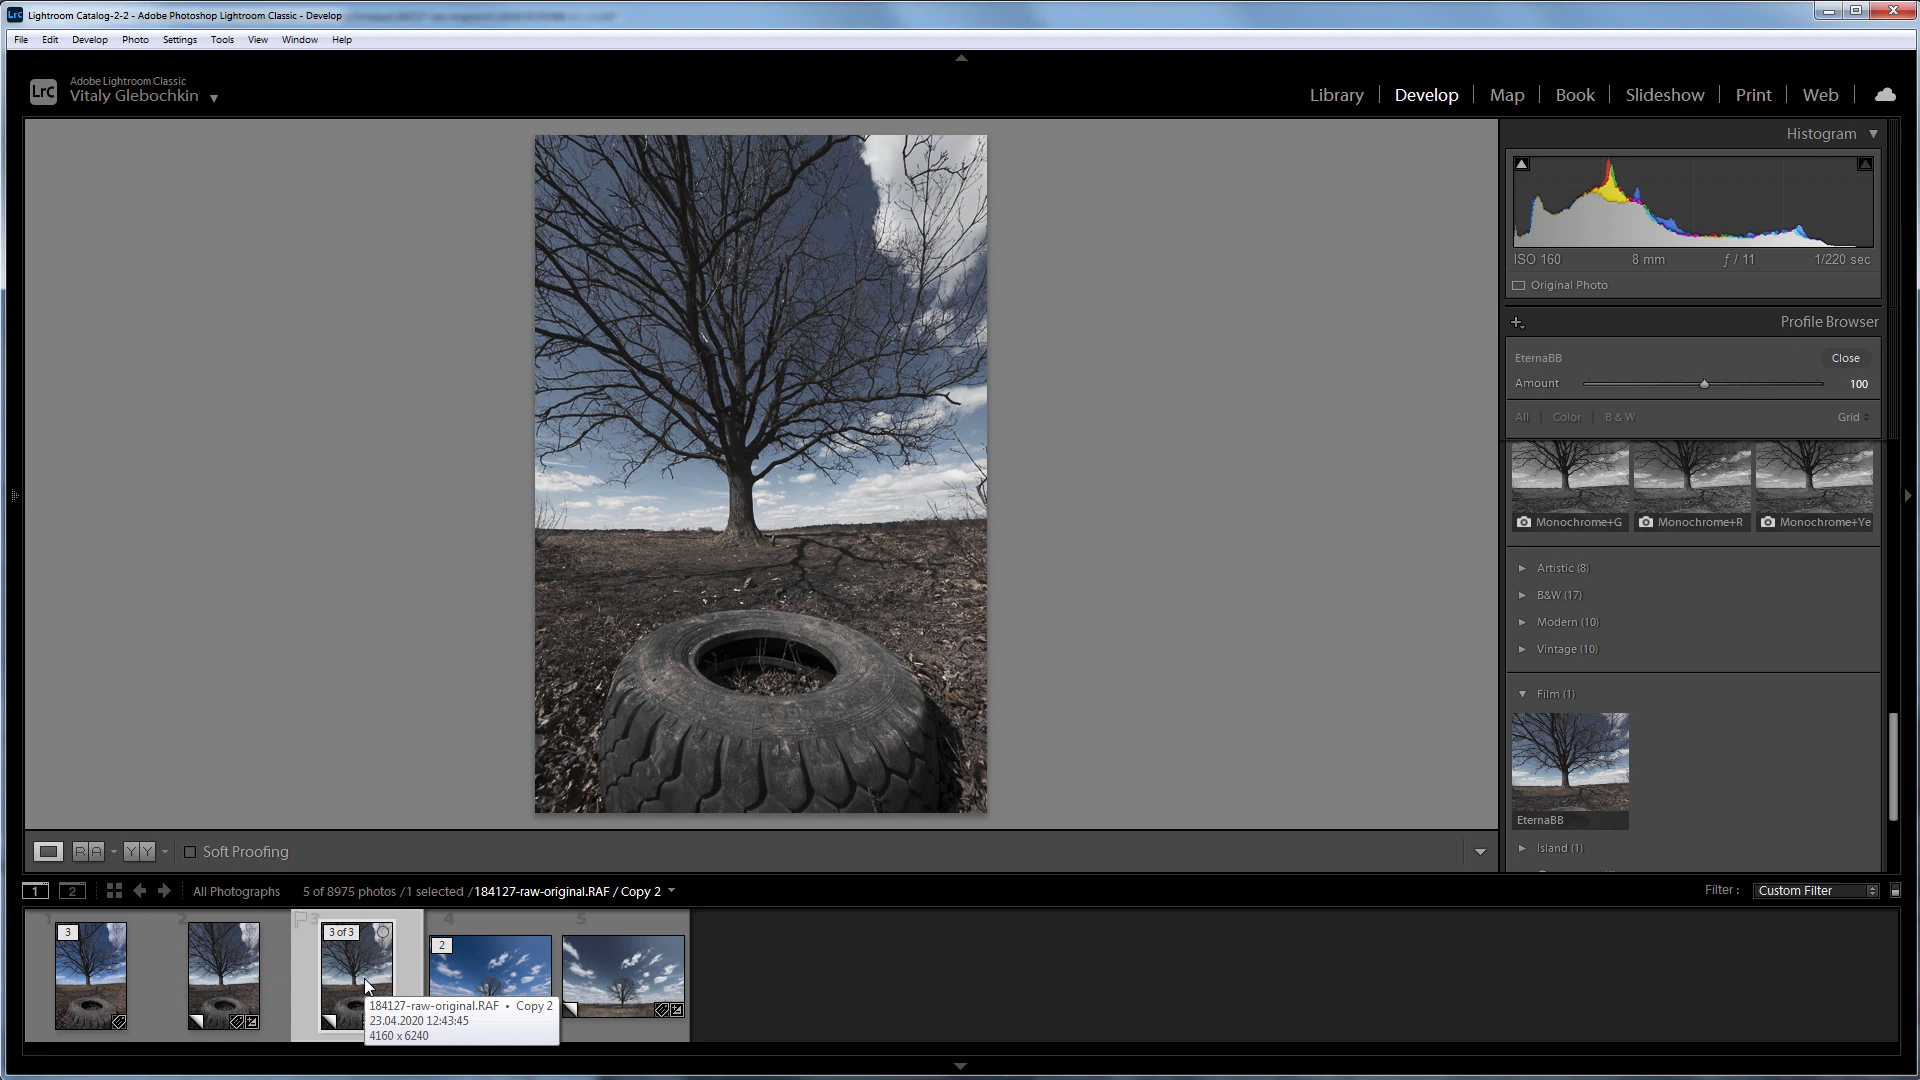 Lightroom Catalog-2-2 - Adobe Photoshop Lightroom Classic - Develop
File Edit Develop Photo Settings Tools View Window Help
LrC
Adobe Lightroom Classic
Vitaly Glebochkin
Library Develop Map Book Slideshow Print Web
Histogram
ISO 160 8 mm ƒ / 11 1/220 sec
Original Photo
Profile Browser
EternaBB Close
Amount 100
All Color B & W Grid
Monochrome+G Monochrome+R Monochrome+Ye
Artistic (8)
B&W (17)
Modern (10)
Vintage (10)
Film (1)
EternaBB
Island (1)
R A Y Y Soft Proofing
1 2 All Photographs 5 of 8975 photos /1 selected /184127-raw-original.RAF / Copy 2 Filter : Custom Filter
1 2 3 4 5
3 3 of 3 2
184127-raw-original.RAF • Copy 2
23.04.2020 12:43:45
4160 x 6240